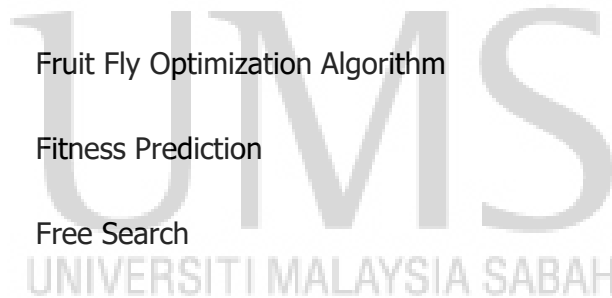 UMS
Fruit Fly Optimization Algorithm
Fitness Prediction
Free Search
UNIVERSITI MALAYSIA SABAH